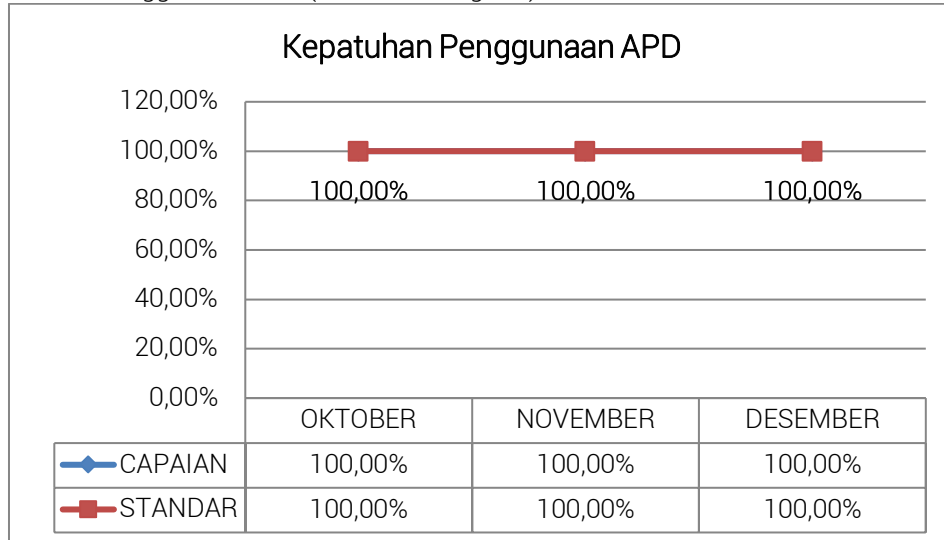 Kepatuhan Penggunaan APD
120,00%
100,00%
80,00%
60,00%
40,00%
20,00%
0,00%
100,00% 100,00% 100,00%
OKTOBER NOVEMBER DESEMBER
CAPAIAN 100,00% 100,00% 100,00%
STANDAR 100,00% 100,00% 100,00%